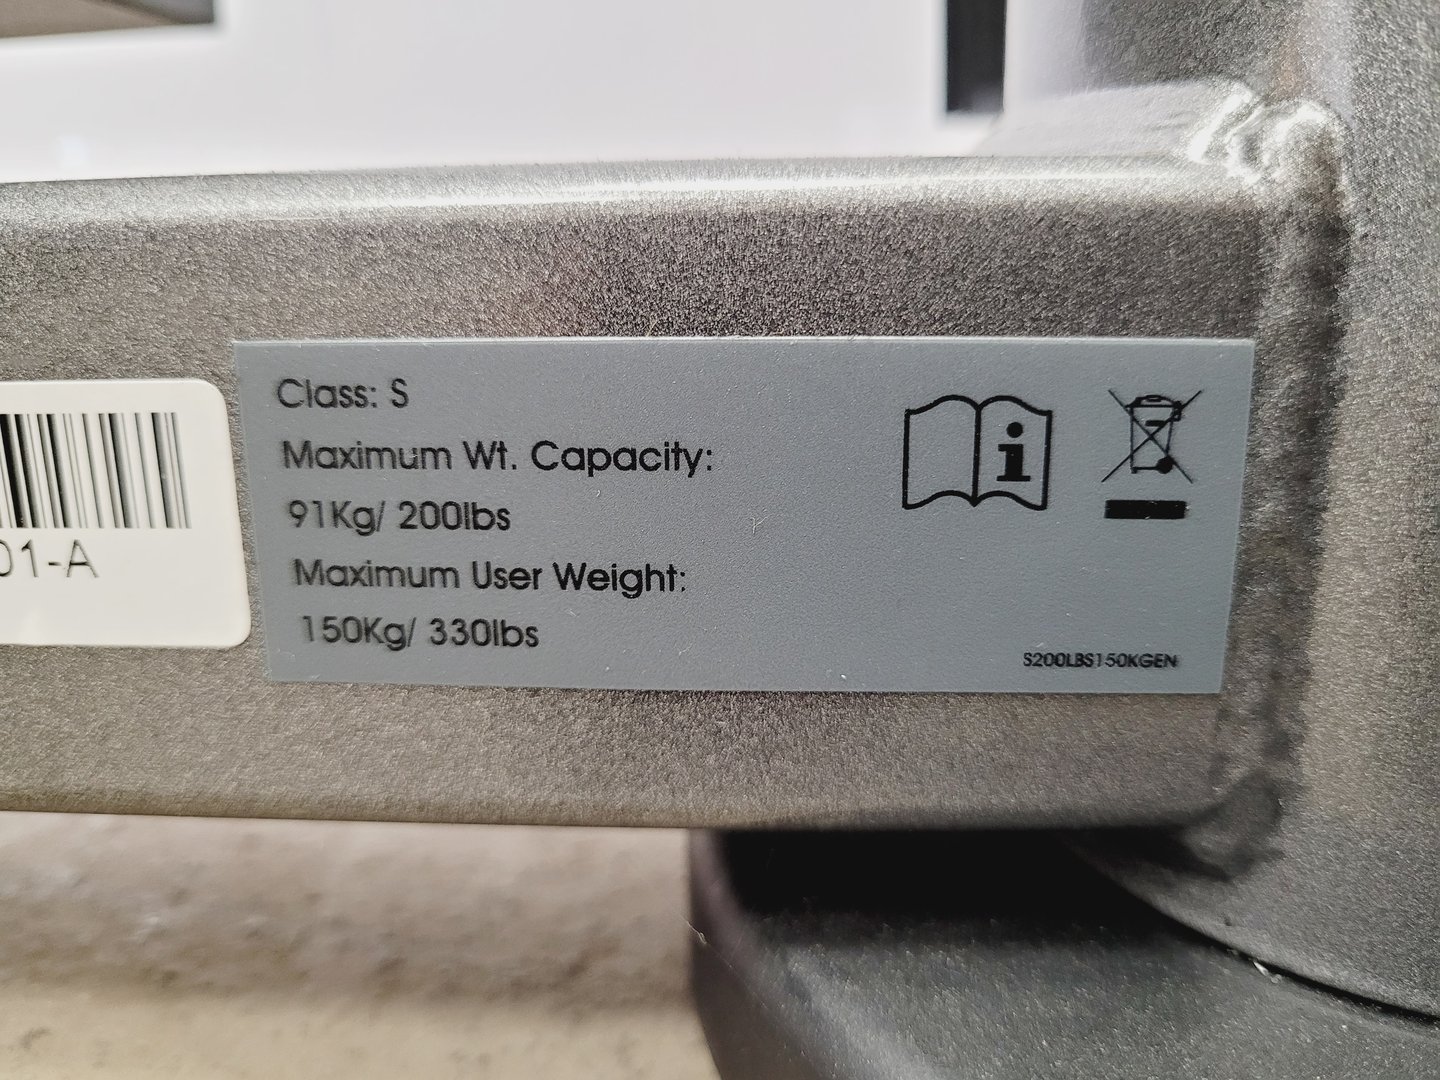 Class: S
Maximum Wt. Capacity:
91Kg/ 200lbs
Maximum User Weight:
150Kg/ 330lbs
S200LBS150KGEN
01-A